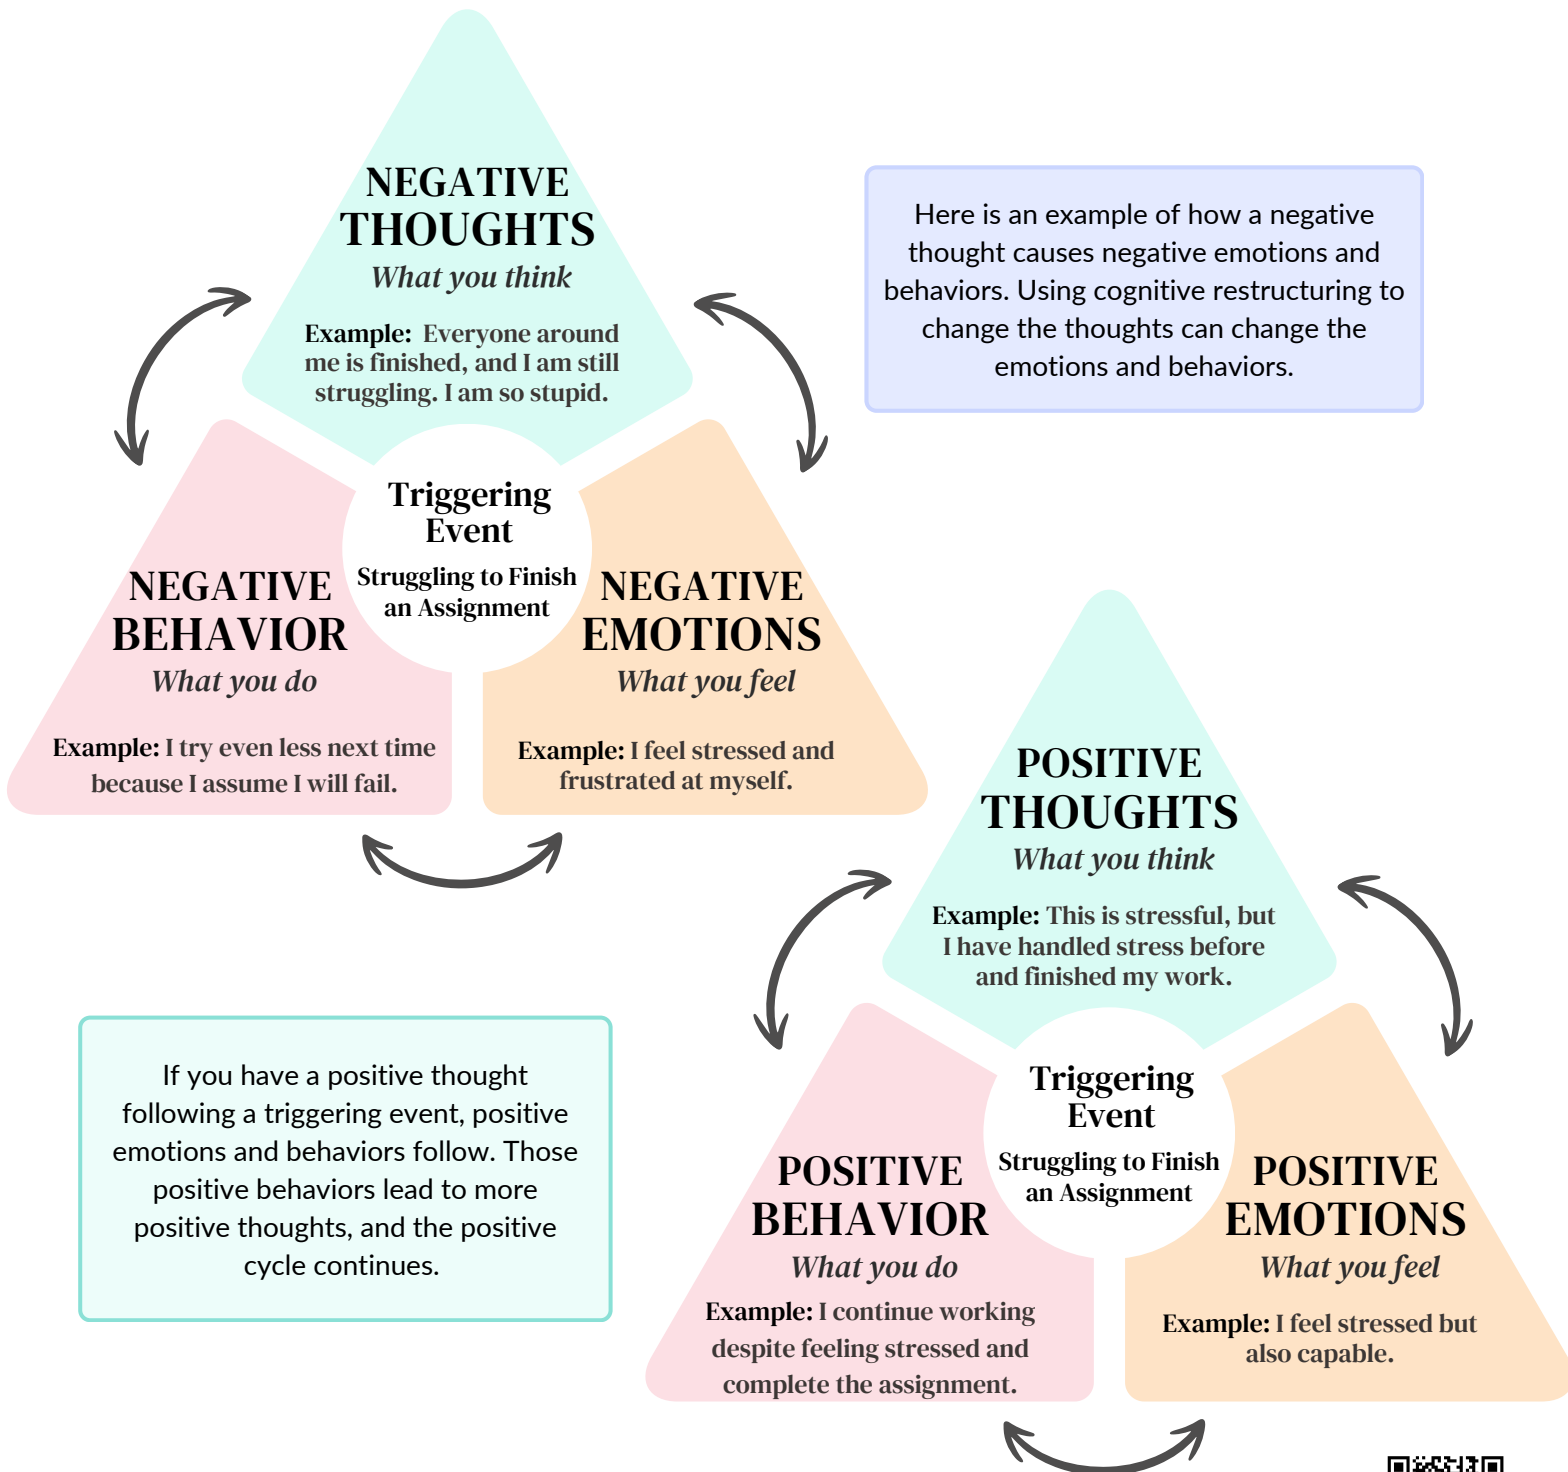 NEGATIVE
THOUGHTS
What you think
Example: Everyone around
me is finished, and I am still
struggling. I am so stupid.
Here is an example of how a negative
thought causes negative emotions and
behaviors. Using cognitive restructuring to
change the thoughts can change the
emotions and behaviors.
Triggering
Event
Struggling to Finish
an Assignment
NEGATIVE
BEHAVIOR
What you do
Example: I try even less next time
because I assume I will fail.
NEGATIVE
EMOTIONS
What you feel
Example: I feel stressed and
frustrated at myself.
POSITIVE
THOUGHTS
What you think
Example: This is stressful, but
I have handled stress before
and finished my work.
If you have a positive thought
following a triggering event, positive
emotions and behaviors follow. Those
positive behaviors lead to more
positive thoughts, and the positive
cycle continues.
Triggering
Event
Struggling to Finish
an Assignment
POSITIVE
BEHAVIOR
What you do
Example: I continue working
despite feeling stressed and
complete the assignment.
POSITIVE
EMOTIONS
What you feel
Example: I feel stressed but
also capable.